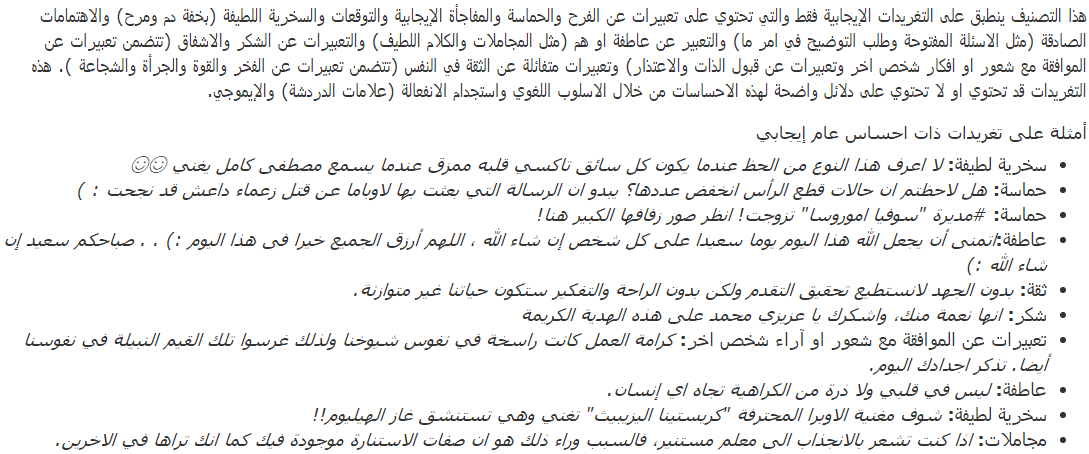 هذا التصنيف ينطبق على التغريدات الإيجابية فقط والتي تحتوي على تعبيرات عن الفرح والحماسة والمفاجأة الإيجابية والتوقعات والسخرية اللطيفة (بخفة دم ومرح) والاهتمامات
الصادقة (مثل الاسئلة المفتوحة وطلب التوضيح في امر ما) والتعبير عن عاطفة او هم (مثل المجاملات والكلام اللطيف) والتعبيرات عن الشكر والاشفاق (تتضمن تعبيرات عن
الموافقة مع شعور او افكار شخص اخر وتعبيرات عن قبول الذات والاعتذار) وتعبيرات متفائلة عن الثقة في النفس (تتضمن تعبيرات عن الفخر والقوة والجرأة والشجاعة ). هذه
التغريدات قد تحتوي او لا تحتوي على دلائل واضحة لهذه الاحساسات من خلال الاسلوب اللغوي واستجدام الانفعالة (علامات الدردشة) والإيموجي.
أمثلة على تغريدات ذات احساس عام إيجابي
• سخرية لطيفة: لا اعرف هذا النوع من الحظ عندما يكون كل سائق تاكسي قلبه ممزق عندما يسمع مصطفى كامل يغني ☺☺
• حماسة: هل لاحظتم ان حالات قطع الرأس انخفض عددها؟ يبدو ان الرسالة التي بعثت بها لاوباما عن قتل زعماء داعش قد نجحت : )
• حماسة: #مديرة "سوفيا اموروسا" تزوجت! انظر صور زفافها الكبير هنا!
• عاطفة:اتمنى أن يجعل الله هذا اليوم يوما سعيدا على كل شخص إن شاء الله ، اللهم أرزق الجميع خيرا في هذا اليوم :) . . صباحكم سعيد إن
شاء الله :)
• ثقة: بدون الجهد لانستطيع تحقيق التقدم ولكن بدون الراحة والتفكير ستكون حياتنا غير متوازنة.
• شكر: انها نعمة منك، واشكرك يا عزيزي محمد على هذه الهدية الكريمة
• تعبيرات عن الموافقة مع شعور او آراء شخص اخر: كرامة العمل كانت راسخة في نفوس شيوخنا ولذلك غرسوا تلك القيم النبيلة في نفوسنا
أيضا. تذكر اجدادك اليوم.
• عاطفة: ليس في قلبي ولا ذرة من الكراهية تجاه اي إنسان.
• سخرية لطيفة: شوف مغنية الاوبرا المحترفة "كريستينا اليزيبيث" تغني وهي تستنشق غاز الهيليوم!!
• مجاملات: اذا كنت تشعر بالانجذاب الى معلم مستنير، فالسبب وراء ذلك هو ان صفات الاستنارة موجودة فيك كما انك تراها في الاخرين.